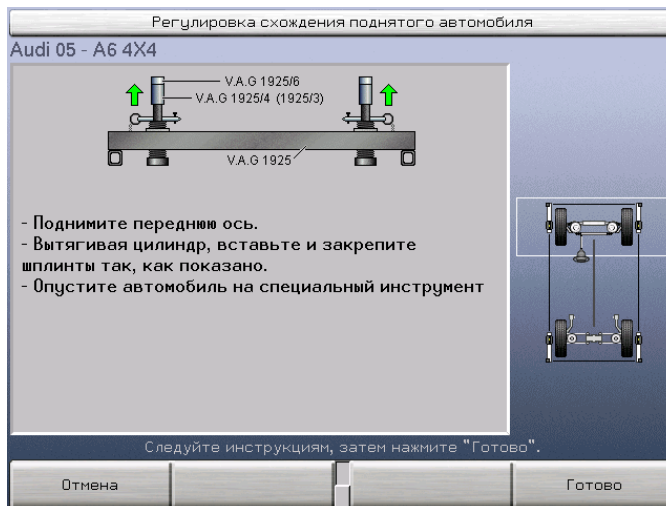 Регулировка схождения поднятого автомобиля
Audi 05 - A6 4X4
V.A.G 1925/6
V.A.G 1925/4 (1925/3)
V.A.G 1925
- Поднимите переднюю ось.
- Вытягивая цилиндр, вставьте и закрепите
шплинты так, как показано.
- Опустите автомобиль на специальный инструмент
Следуйте инструкциям, затем нажмите "Готово".
Отмена
Готово